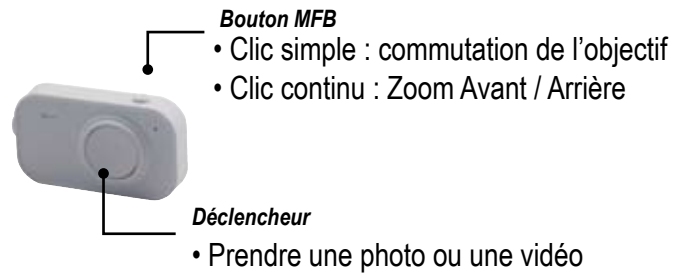 Bouton MFB
• Clic simple : commutation de l’objectif
• Clic continu : Zoom Avant / Arrière
Déclencheur
• Prendre une photo ou une vidéo